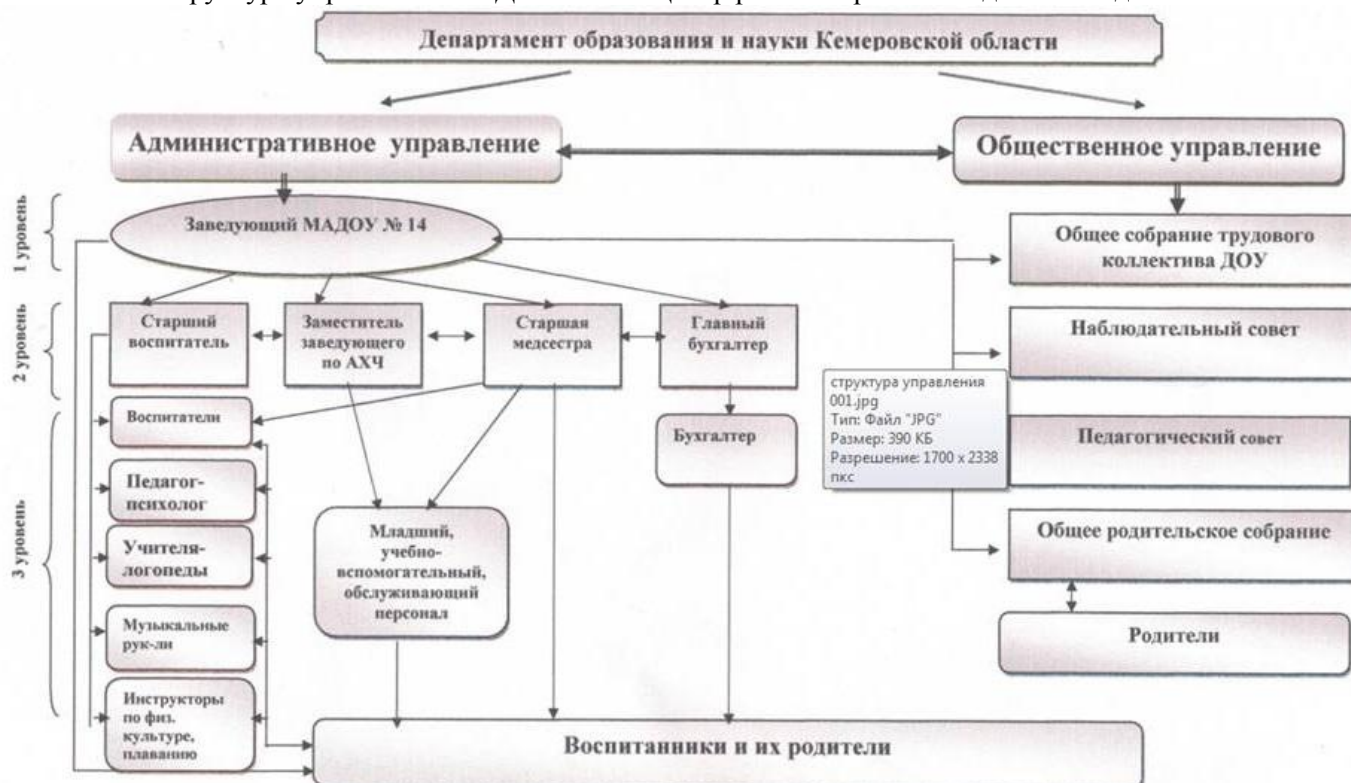 Департамент образования и науки Кемеровской области
Административное управление
Общественное управление
1 уровень
Заведующий МАДОУ № 14
Общее собрание трудового
коллектива ДОУ
2 уровень
Старший
воспитатель
Заместитель
заведующего
по АХЧ
Старшая
медсестра
Главный
бухгалтер
Наблюдательный совет
структура управления
001.jpg
Тип: Файл "JPG"
Размер: 390 КБ
Разрешение: 1700 x 2338
пкс
3 уровень
Воспитатели
Бухгалтер
Педагогический совет
Педагог-
психолог
Младший,
учебно-
вспомогательный,
обслуживающий
персонал
Общее родительское собрание
Учителя-
логопеды
Музыкальные
рук-ли
Родители
Инструкторы
по физ.
культуре,
плаванию
Воспитанники и их родители